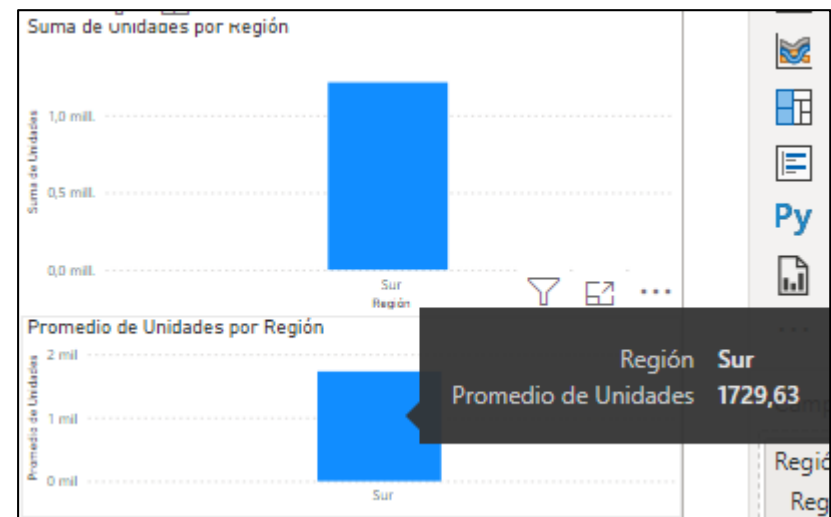 Suma de Unidades por Región
Suma de Unidades
1,0 mill.
0,5 mill.
0,0 mill.
Sur
Región
Promedio de Unidades por Región
Promedio de Unidades
2 mil
1 mil
0 mil
Sur
Región Sur
Promedio de Unidades 1729,63
Py
Regió
Reg